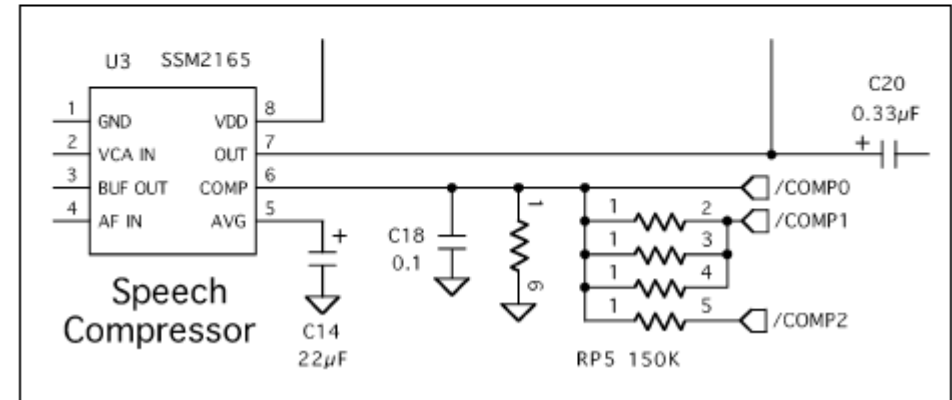 U3 SSM2165
C20
0.33µF
+
1 GND VDD 8
2 VCA IN OUT 7
3 BUF OUT COMP 6
4 AF IN AVG 5
/COMP0
1 2 /COMP1
1 3
1 4
1 5 /COMP2
1
6
+
C18
0.1
Speech
Compressor
C14
22µF
RP5 150K